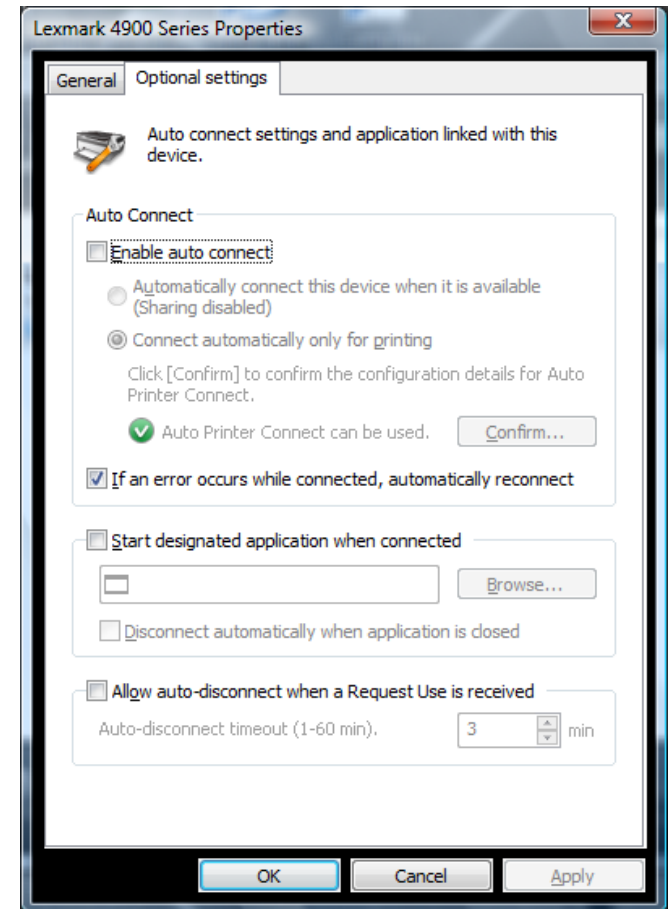 Lexmark 4900 Series Properties
General
Optional settings
Auto connect settings and application linked with this
device.
Auto Connect
Enable auto connect
Automatically connect this device when it is available
(Sharing disabled)
Connect automatically only for printing
Click [Confirm] to confirm the configuration details for Auto
Printer Connect.
Auto Printer Connect can be used.
Confirm...
If an error occurs while connected, automatically reconnect
Start designated application when connected
Browse...
Disconnect automatically when application is closed
Allow auto-disconnect when a Request Use is received
Auto-disconnect timeout (1-60 min).
3
min
OK
Cancel
Apply